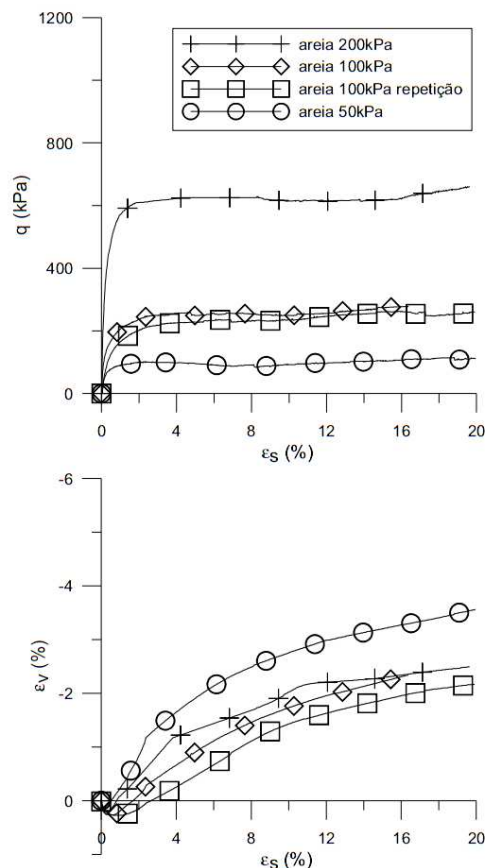 1200
800
400
0
q (kPa)
areia 200kPa
areia 100kPa
areia 100kPa repetição
areia 50kPa
0 4 8 12 16 20
εs (%)
-6
-4
-2
0
εv (%)
0 4 8 12 16 20
εs (%)